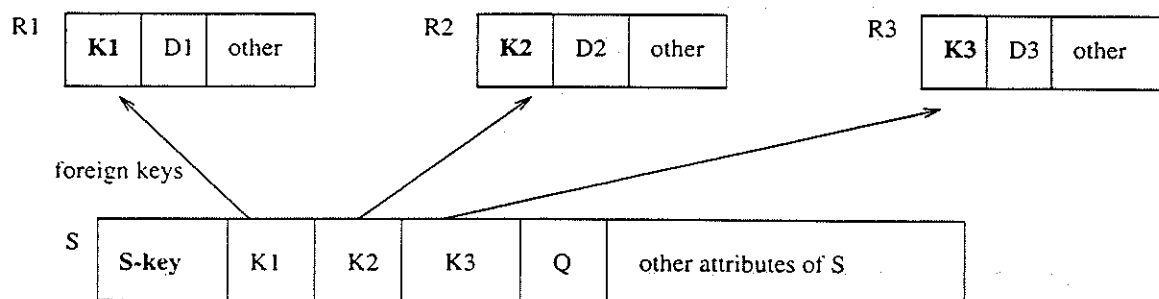 R1 K1 D1 other
R2 K2 D2 other
R3 K3 D3 other
foreign keys
S S-key K1 K2 K3 Q other attributes of S